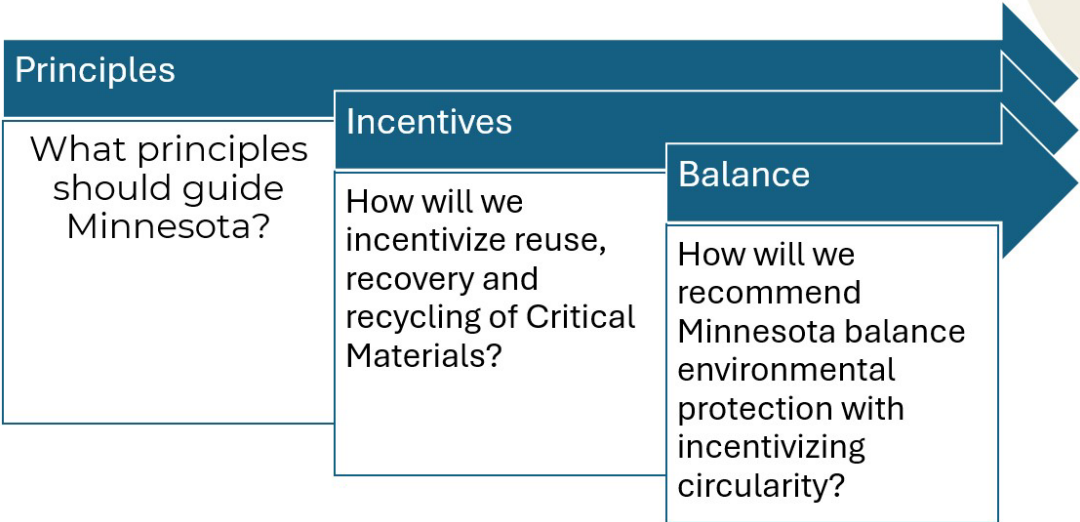 Principles
What principles
should guide
Minnesota?
Incentives
How will we
incentivize reuse,
recovery and
recycling of Critical
Materials?
Balance
How will we
recommend
Minnesota balance
environmental
protection with
incentivizing
circularity?